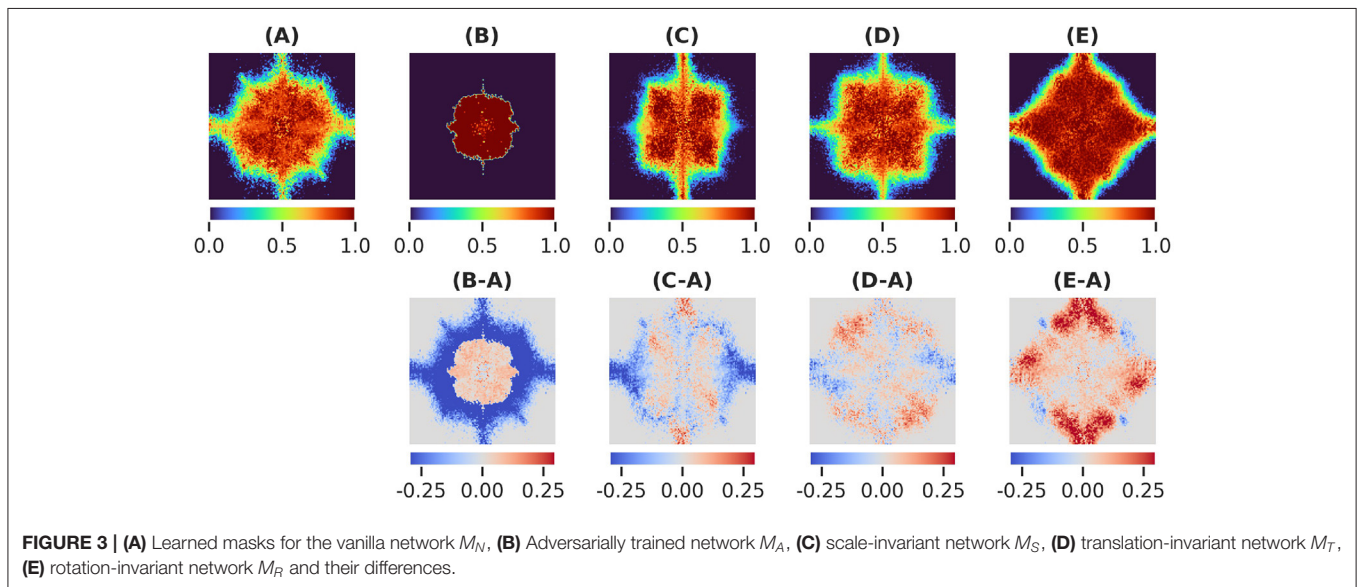 (A) (B) (C) (D) (E)
0.0 0.5 1.0 0.0 0.5 1.0 0.0 0.5 1.0 0.0 0.5 1.0 0.0 0.5 1.0
(B-A) (C-A) (D-A) (E-A)
-0.25 0.00 0.25 -0.25 0.00 0.25 -0.25 0.00 0.25 -0.25 0.00 0.25
FIGURE 3 | (A) Learned masks for the vanilla network M_N, (B) Adversarially trained network M_A, (C) scale-invariant network M_S, (D) translation-invariant network M_T,
(E) rotation-invariant network M_R and their differences.